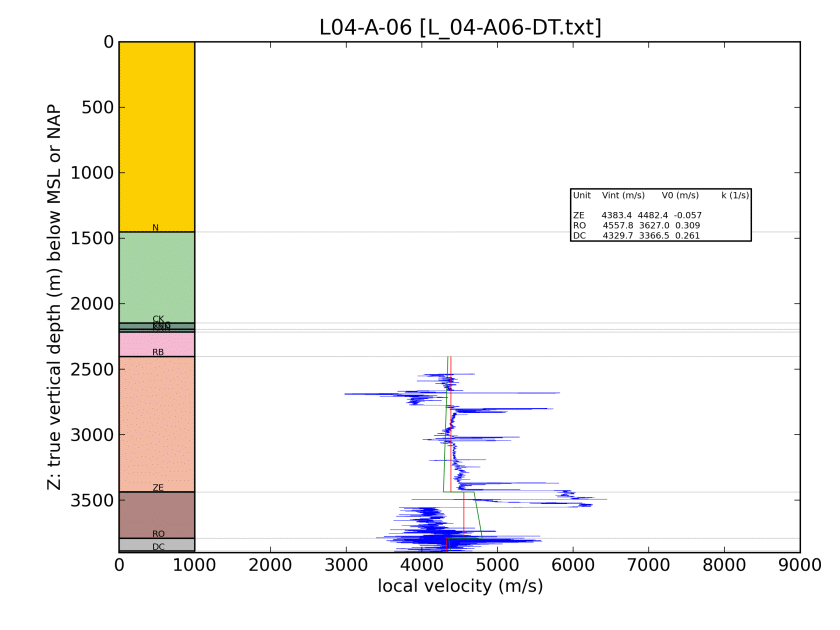 L04-A-06 [L_04-A06-DT.txt]
Z: true vertical depth (m) below MSL or NAP
0
500
1000
1500
2000
2500
3000
3500
N
CK
RB
ZE
RO
DC
Unit Vint (m/s) V0 (m/s) k (1/s)
ZE 4383.4 4482.4 -0.057
RO 4557.8 3627.0 0.309
DC 4329.7 3366.5 0.261
0 1000 2000 3000 4000 5000 6000 7000 8000 9000
local velocity (m/s)